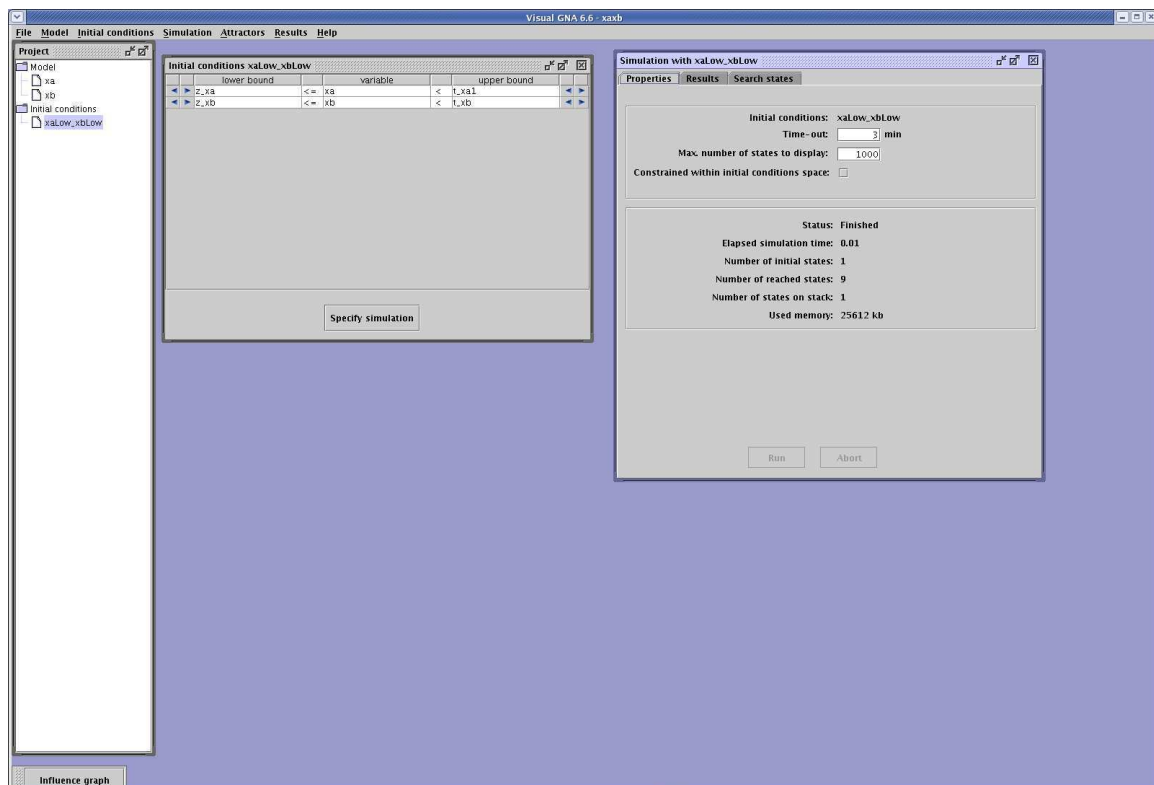 Visual GNA 6.6 - xaxb
File Model Initial conditions Simulation Attractors Results Help
Project
Model
xa
xb
Initial conditions
xaLow_xbLow
Initial conditions xaLow_xbLow
lower bound variable upper bound
z_xa <= xa < t_xa1
z_xb <= xb < t_xb
Specify simulation
Simulation with xaLow_xbLow
Properties Results Search states
Initial conditions: xaLow_xbLow
Time-out: 3 min
Max. number of states to display: 1000
Constrained within initial conditions space:
Status: Finished
Elapsed simulation time: 0.01
Number of initial states: 1
Number of reached states: 9
Number of states on stack: 1
Used memory: 25612 kb
Run Abort
Influence graph